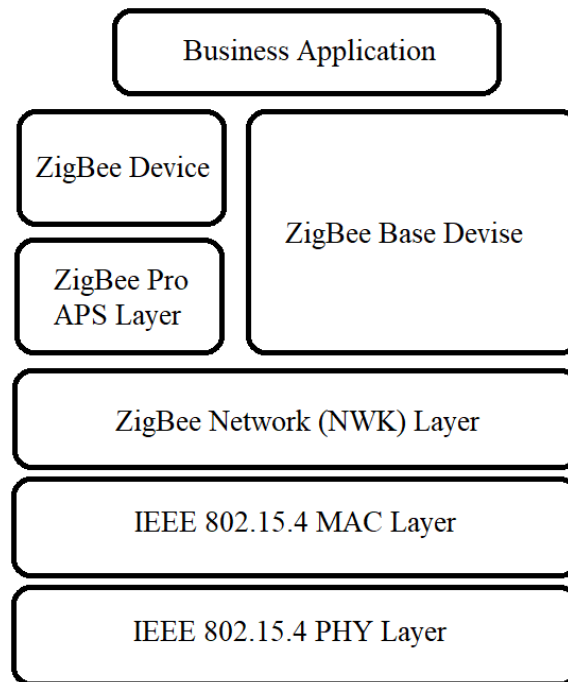 Business Application
ZigBee Device
ZigBee Base Devise
ZigBee Pro
APS Layer
ZigBee Network (NWK) Layer
IEEE 802.15.4 MAC Layer
IEEE 802.15.4 PHY Layer